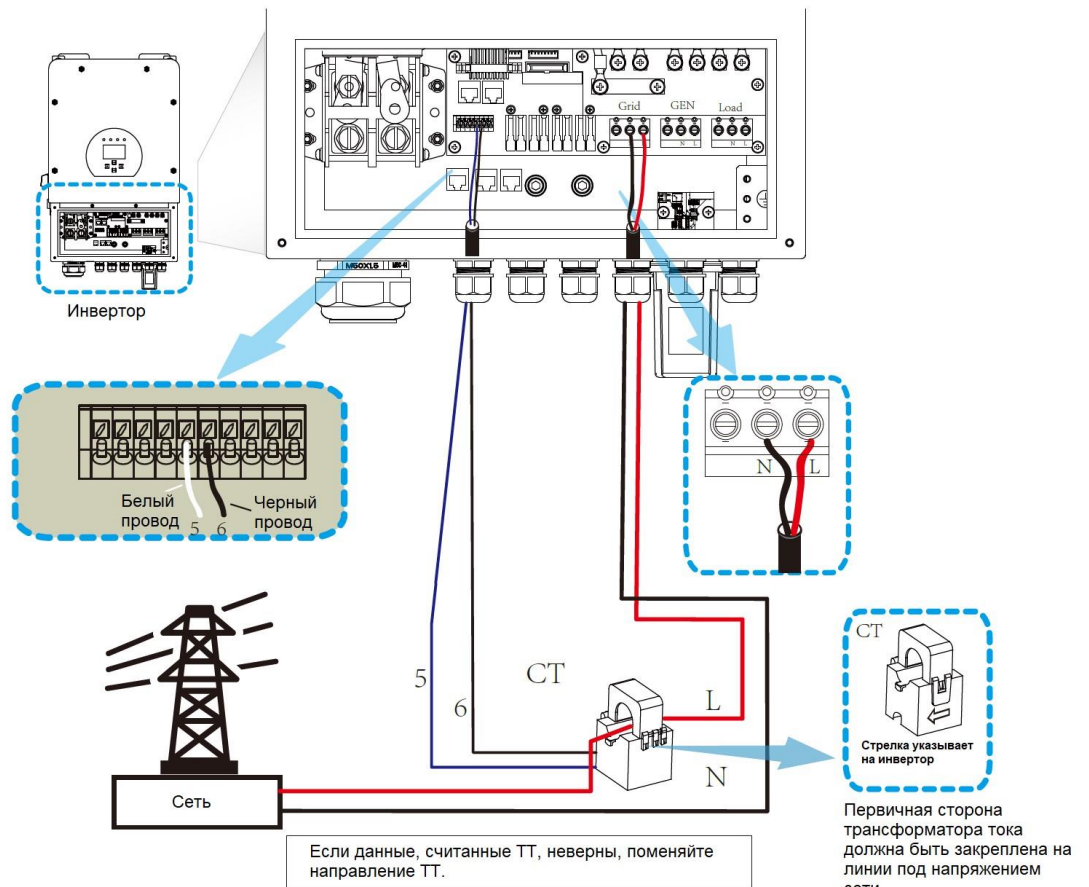 Grid GEN Load
N L N L
M50X1.5
Инвертор
Белый
провод
5
6
Черный
провод
N L
5
6
CT
L
N
CT
Стрелка указывает
на инвертор
Сеть
Первичная сторона
трансформатора тока
должна быть закреплена на
линии под напряжением
Если данные, считанные ТТ, неверны, поменяйте
направление ТТ.